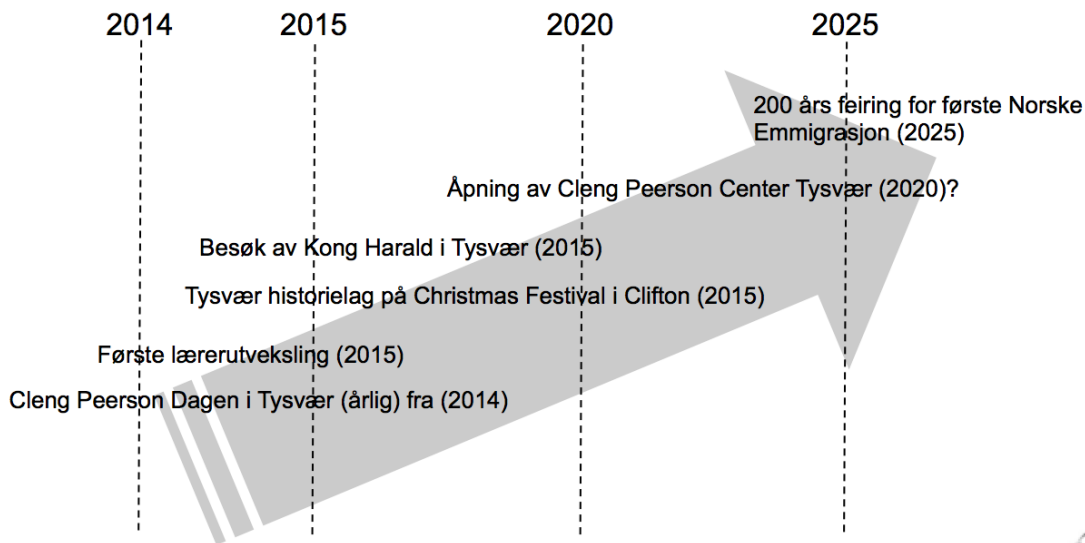 2014 2015 2020 2025
200 års feiring for første Norske
Emmigrasjon (2025)
Åpning av Cleng Peerson Center Tysvær (2020)?
Besøk av Kong Harald i Tysvær (2015)
Tysvær historielag på Christmas Festival i Clifton (2015)
Første lærerutveksling (2015)
Cleng Peerson Dagen i Tysvær (årlig) fra (2014)